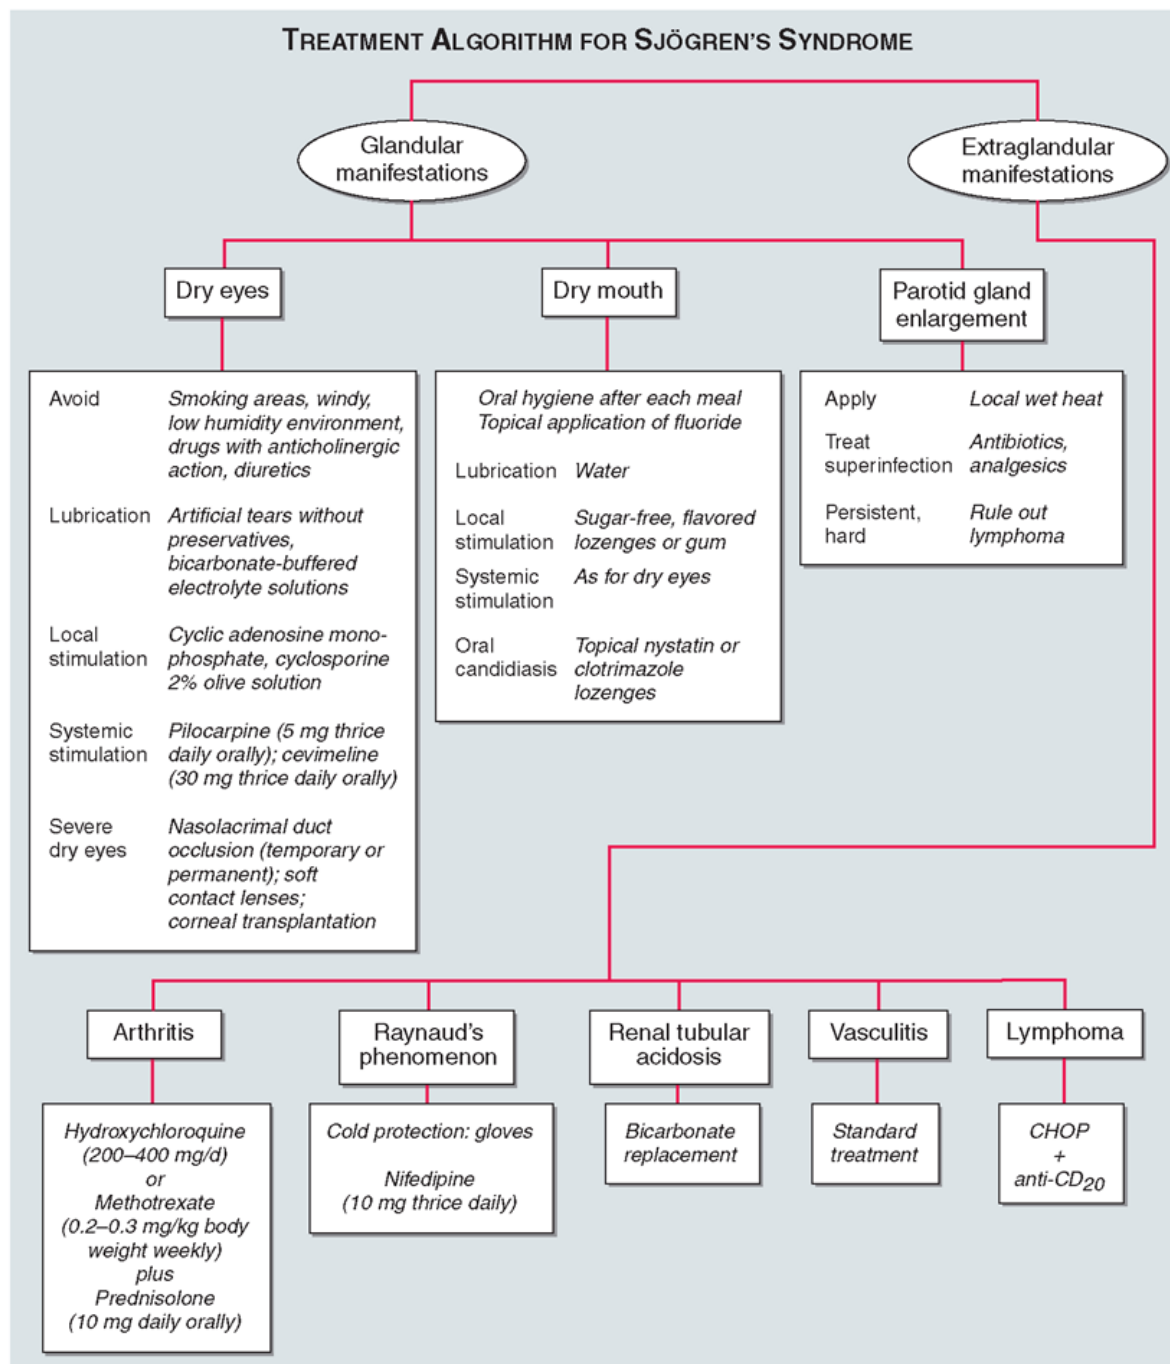 TREATMENT ALGORITHM FOR SJÖGREN'S SYNDROME
Glandular
manifestations
Extraglandular
manifestations
Dry eyes
Dry mouth
Parotid gland
enlargement
Avoid
Smoking areas, windy,
low humidity environment,
drugs with anticholinergic
action, diuretics
Lubrication
Artificial tears without
preservatives,
bicarbonate-buffered
electrolyte solutions
Local
stimulation
Cyclic adenosine mono-
phosphate, cyclosporine
2% olive solution
Systemic
stimulation
Pilocarpine (5 mg thrice
daily orally); cevimeline
(30 mg thrice daily orally)
Severe
dry eyes
Nasolacrimal duct
occlusion (temporary or
permanent); soft
contact lenses;
corneal transplantation
Oral hygiene after each meal
Topical application of fluoride
Lubrication
Water
Local
stimulation
Sugar-free, flavored
lozenges or gum
Systemic
stimulation
As for dry eyes
Oral
candidiasis
Topical nystatin or
clotrimazole
lozenges
Apply
Local wet heat
Treat
superinfection
Antibiotics,
analgesics
Persistent,
hard
Rule out
lymphoma
Arthritis
Raynaud's
phenomenon
Renal tubular
acidosis
Vasculitis
Lymphoma
Hydroxychloroquine
(200–400 mg/d)
or
Methotrexate
(0.2–0.3 mg/kg body
weight weekly)
plus
Prednisolone
(10 mg daily orally)
Cold protection: gloves
Nifedipine
(10 mg thrice daily)
Bicarbonate
replacement
Standard
treatment
CHOP
+
anti-CD20